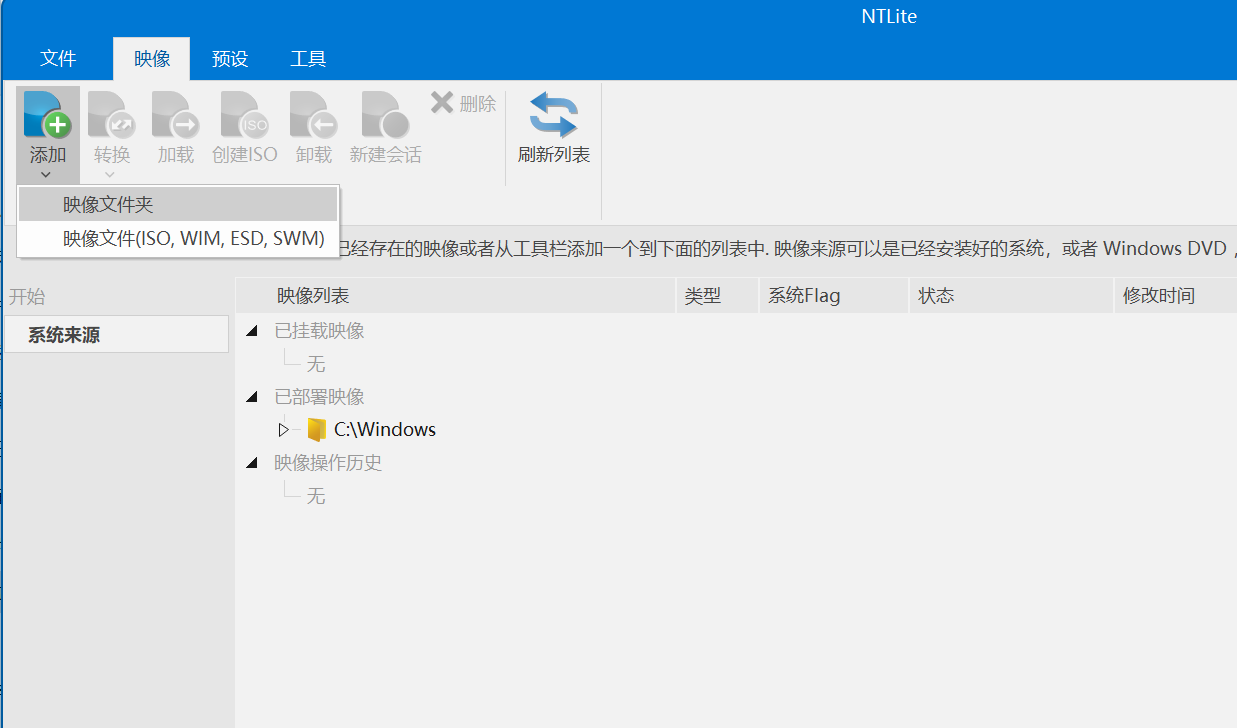 NTLite
文件 映像 预设 工具
添加 转换 加载 创建ISO 卸载 新建会话 删除 刷新列表
ISO
映像文件夹
映像文件(ISO, WIM, ESD, SWM)
已经存在的映像或者从工具栏添加一个到下面的列表中. 映像来源可以是已经安装好的系统，或者 Windows DVD ,
开始
系统来源
映像列表 类型 系统Flag 状态 修改时间
已挂载映像
无
已部署映像
C:\Windows
映像操作历史
无